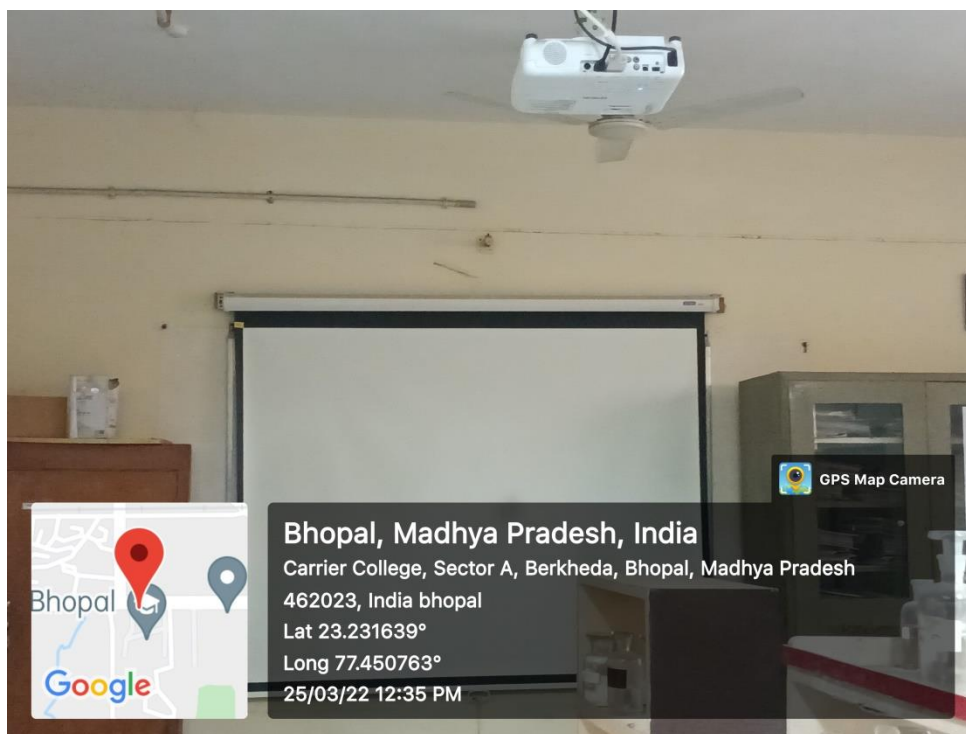 GPS Map Camera
Bhopal, Madhya Pradesh, India
Carrier College, Sector A, Berkheda, Bhopal, Madhya Pradesh
462023, India bhopal
Lat 23.231639°
Long 77.450763°
25/03/22 12:35 PM
Bhopal
Google